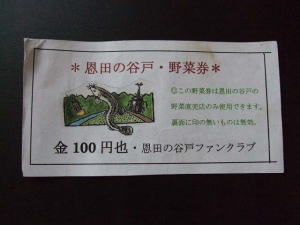 ＊恩田の谷戸・野菜券＊
◎この野菜券は恩田の谷戸の
野菜直売店のみ使用できます。
裏面に印の無いものは無効。
金100円也・恩田の谷戸ファンクラブ